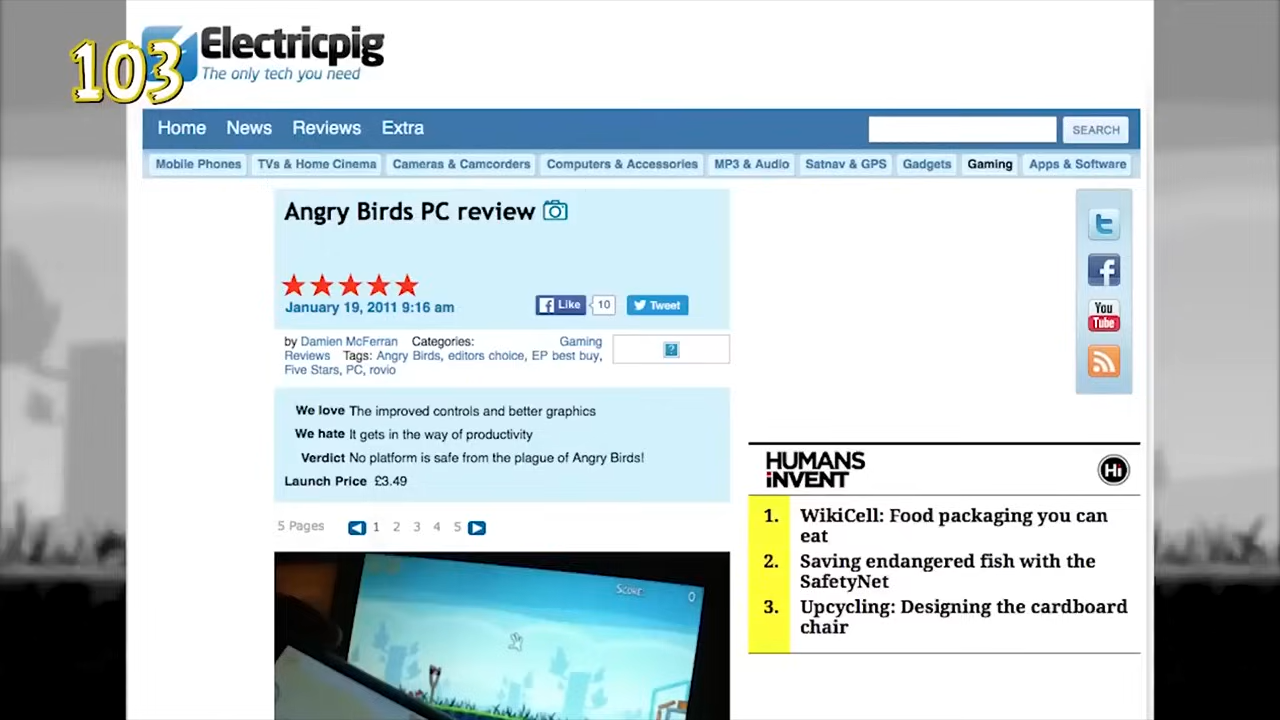 103
Electricpig
The only tech you need
Home News Reviews Extra
SEARCH
Mobile Phones TVs & Home Cinema Cameras & Camcorders Computers & Accessories MP3 & Audio Satnav & GPS Gadgets Gaming Apps & Software
Angry Birds PC review
January 19, 2011 9:16 am
Like 10 Tweet
by Damien McFerran Categories: Gaming
Reviews Tags: Angry Birds, editors choice, EP best buy,
Five Stars, PC, rovio
?
We love The improved controls and better graphics
We hate It gets in the way of productivity
Verdict No platform is safe from the plague of Angry Birds!
Launch Price £3.49
5 Pages 1 2 3 4 5
SCORE: 0
You
Tube
HUMANS
iNVENT
Hi
1. WikiCell: Food packaging you can
eat
2. Saving endangered fish with the
SafetyNet
3. Upcycling: Designing the cardboard
chair